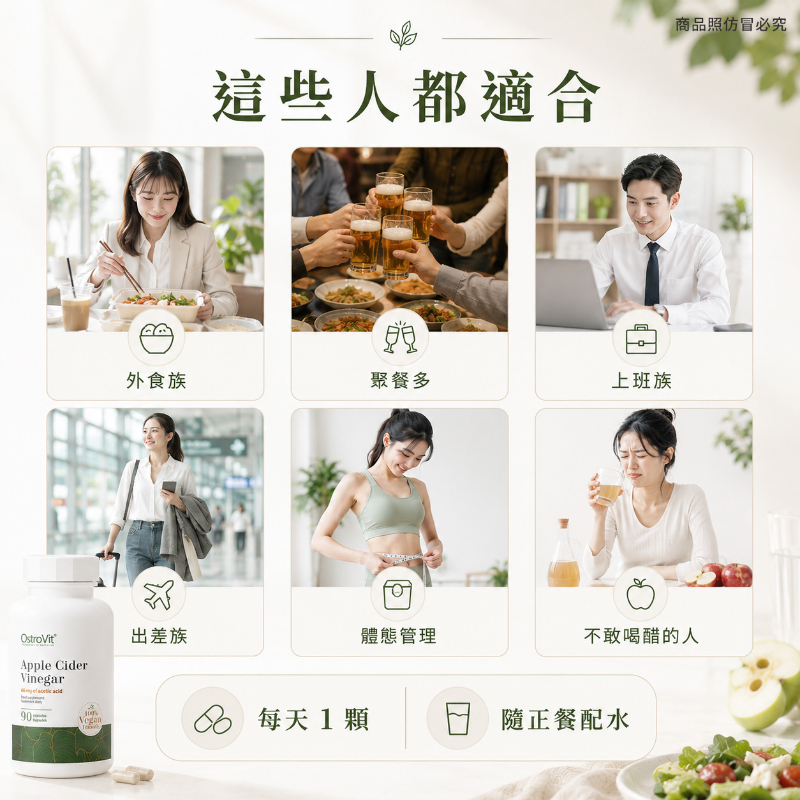 商品照仿冒必究
這些人都適合
外食族
聚餐多
上班族
出差族
體態管理
不敢喝醋的人
OstroVit
Apple Cider
Vinegar
90 capsules
100%
Vegan
每天 1 顆
隨正餐配水